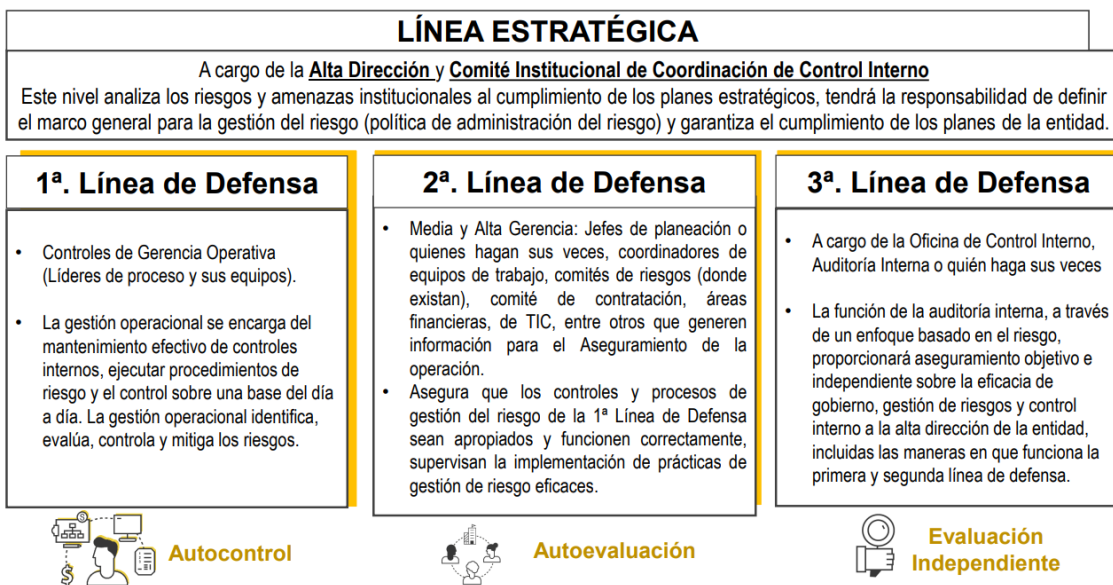 LÍNEA ESTRATÉGICA
A cargo de la Alta Dirección y Comité Institucional de Coordinación de Control Interno
Este nivel analiza los riesgos y amenazas institucionales al cumplimiento de los planes estratégicos, tendrá la responsabilidad de definir
el marco general para la gestión del riesgo (política de administración del riesgo) y garantiza el cumplimiento de los planes de la entidad.
1ª. Línea de Defensa
• Controles de Gerencia Operativa
(Líderes de proceso y sus equipos).
• La gestión operacional se encarga del
mantenimiento efectivo de controles
internos, ejecutar procedimientos de
riesgo y el control sobre una base del día
a día. La gestión operacional identifica,
evalúa, controla y mitiga los riesgos.
Autocontrol
2ª. Línea de Defensa
• Media y Alta Gerencia: Jefes de planeación o
quienes hagan sus veces, coordinadores de
equipos de trabajo, comités de riesgos (donde
existan), comité de contratación, áreas
financieras, de TIC, entre otros que generen
información para el Aseguramiento de la
operación.
• Asegura que los controles y procesos de
gestión del riesgo de la 1ª Línea de Defensa
sean apropiados y funcionen correctamente,
supervisan la implementación de prácticas de
gestión de riesgo eficaces.
Autoevaluación
3ª. Línea de Defensa
• A cargo de la Oficina de Control Interno,
Auditoría Interna o quién haga sus veces
• La función de la auditoría interna, a través
de un enfoque basado en el riesgo,
proporcionará aseguramiento objetivo e
independiente sobre la eficacia de
gobierno, gestión de riesgos y control
interno a la alta dirección de la entidad,
incluidas las maneras en que funciona la
primera y segunda línea de defensa.
Evaluación
Independiente